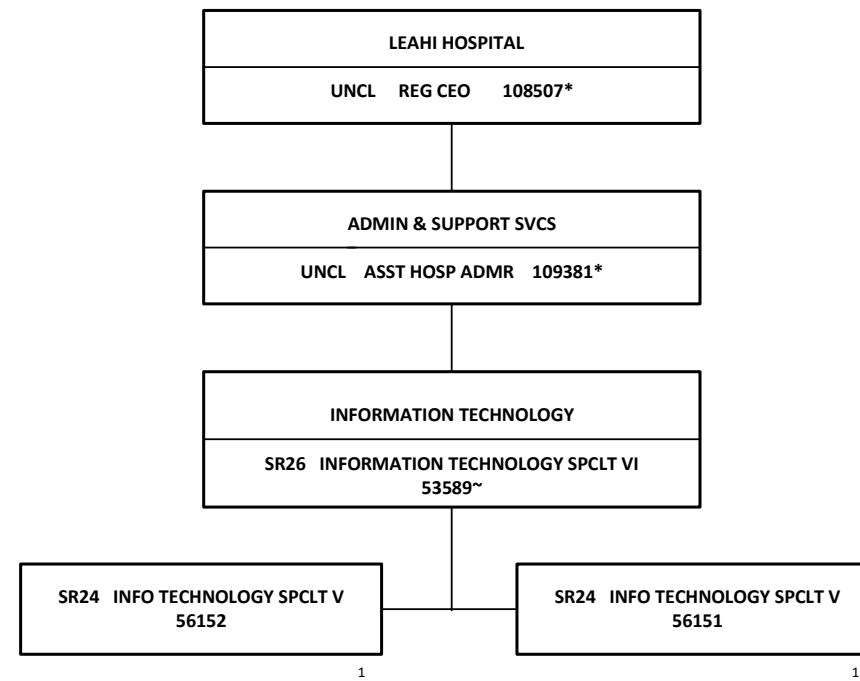 LEAHI HOSPITAL
UNCL REG CEO 108507*
ADMIN & SUPPORT SVCS
UNCL ASST HOSP ADMR 109381*
INFORMATION TECHNOLOGY
SR26 INFORMATION TECHNOLOGY SPCLT VI
53589~
SR24 INFO TECHNOLOGY SPCLT V
56152
1
SR24 INFO TECHNOLOGY SPCLT V
56151
1